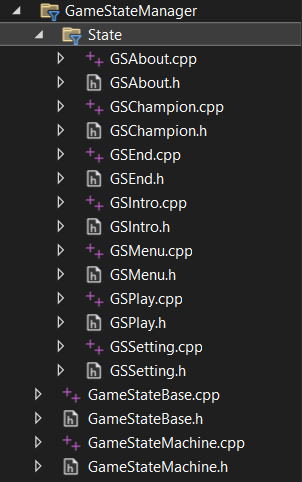 GameStateManager
State
GSAbout.cpp
GSAbout.h
GSChampion.cpp
GSChampion.h
GSEnd.cpp
GSEnd.h
GSIntro.cpp
GSIntro.h
GSMenu.cpp
GSMenu.h
GSPlay.cpp
GSPlay.h
GSSetting.cpp
GSSetting.h
GameStateBase.cpp
GameStateBase.h
GameStateMachine.cpp
GameStateMachine.h